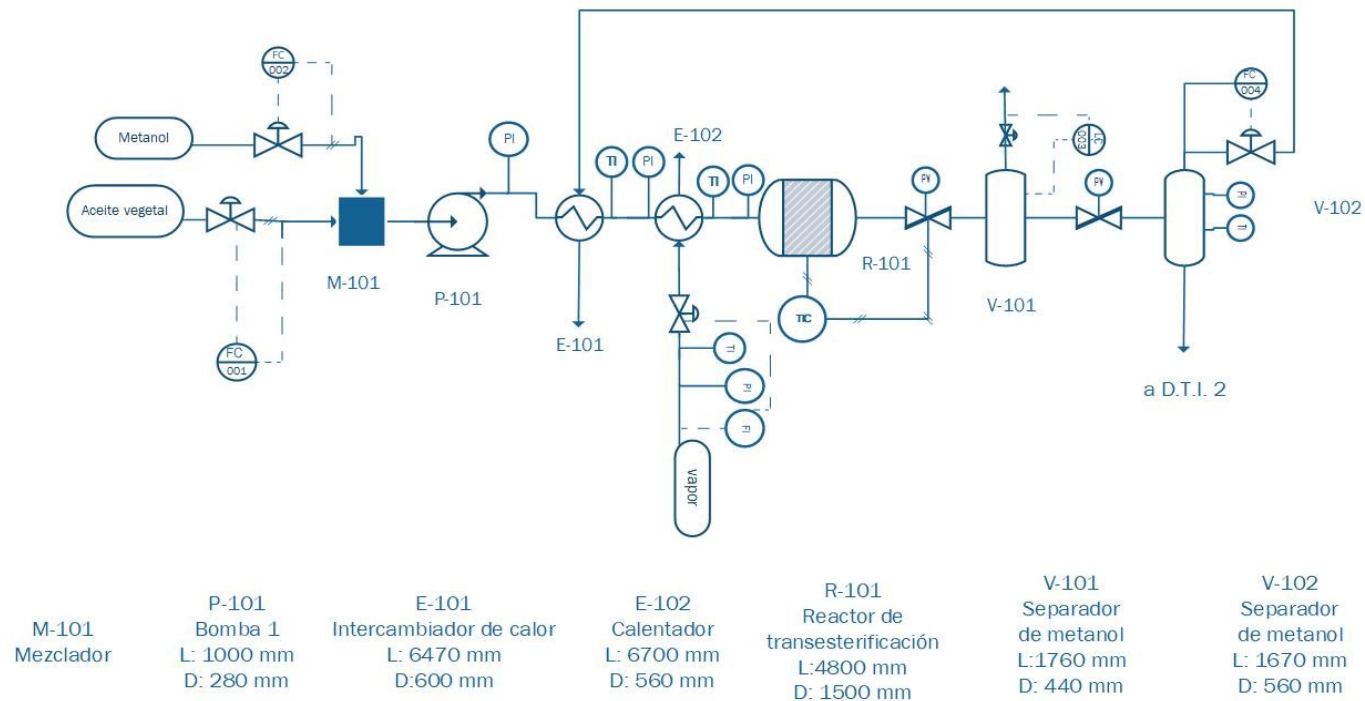 FC
002
Metanol
Aceite vegetal
FC
001
M-101
PI
P-101
E-101
TI
PI
E-102
TI
PI
TI
PI
FI
vapor
R-101
TIC
PV
LC
003
V-101
PV
FC
004
PI
TI
V-102
a D.T.I. 2
M-101
Mezclador
P-101
Bomba 1
L: 1000 mm
D: 280 mm
E-101
Intercambiador de calor
L: 6470 mm
D:600 mm
E-102
Calentador
L: 6700 mm
D: 560 mm
R-101
Reactor de
transesterificación
L:4800 mm
D: 1500 mm
V-101
Separador
de metanol
L:1760 mm
D: 440 mm
V-102
Separador
de metanol
L: 1670 mm
D: 560 mm